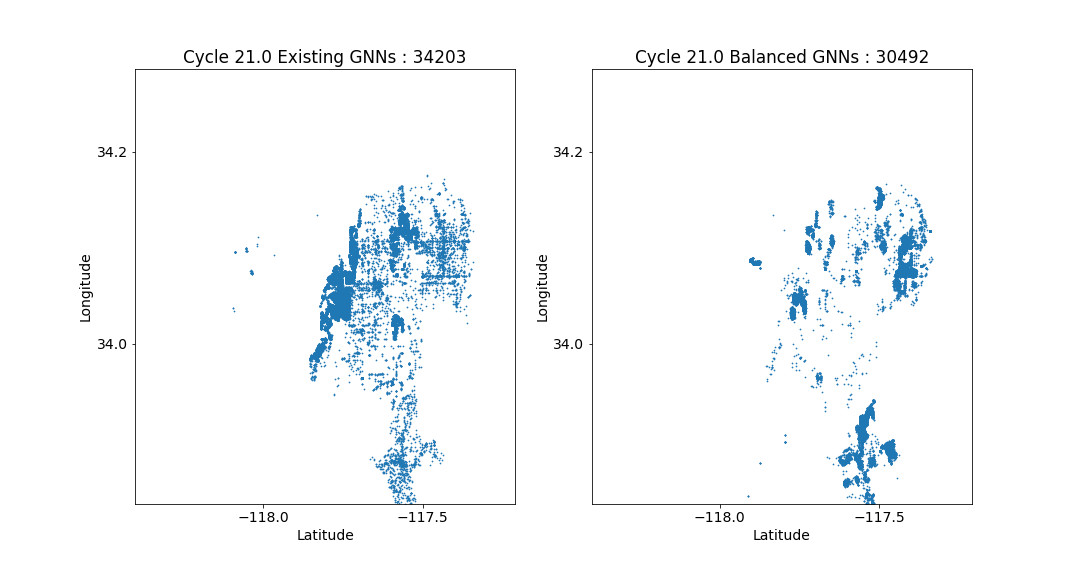 Cycle 21.0 Existing GNNs : 34203
34.2
34.0
Longitude
−118.0
−117.5
Latitude
Cycle 21.0 Balanced GNNs : 30492
34.2
34.0
Longitude
−118.0
−117.5
Latitude